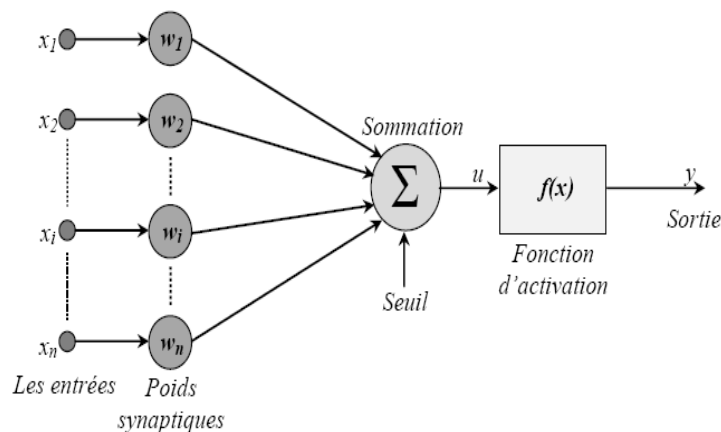 x1
w1
x2
w2
Sommation
Σ
u
f(x)
y
Sortie
xi
wi
Seuil
Fonction
d'activation
xn
wn
Les entrées
Poids
synaptiques